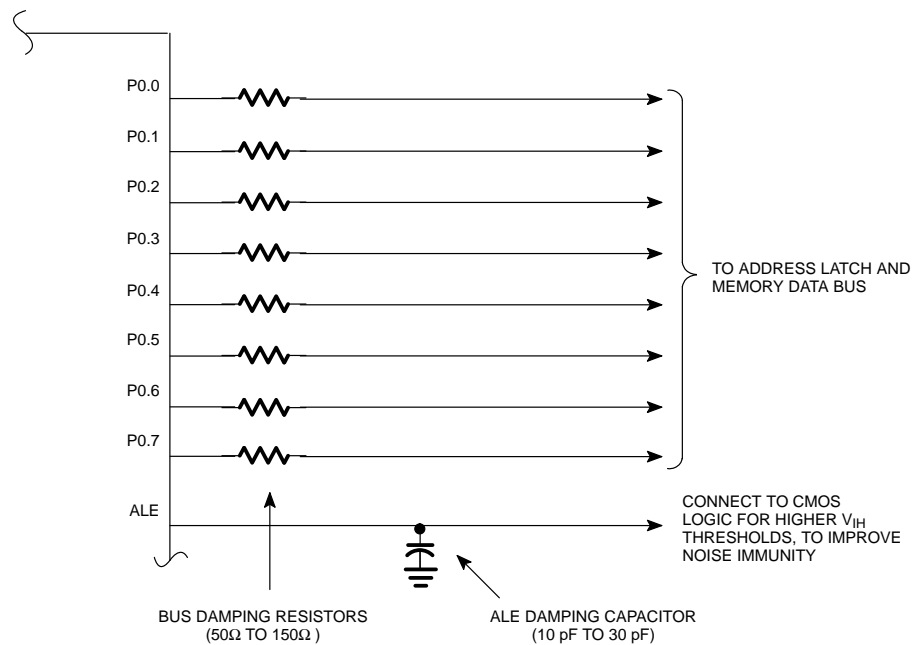 P0.0
P0.1
P0.2
P0.3
P0.4
P0.5
P0.6
P0.7
ALE
TO ADDRESS LATCH AND
MEMORY DATA BUS
CONNECT TO CMOS
LOGIC FOR HIGHER VIH
THRESHOLDS, TO IMPROVE
NOISE IMMUNITY
BUS DAMPING RESISTORS
(50Ω TO 150Ω )
ALE DAMPING CAPACITOR
(10 pF TO 30 pF)